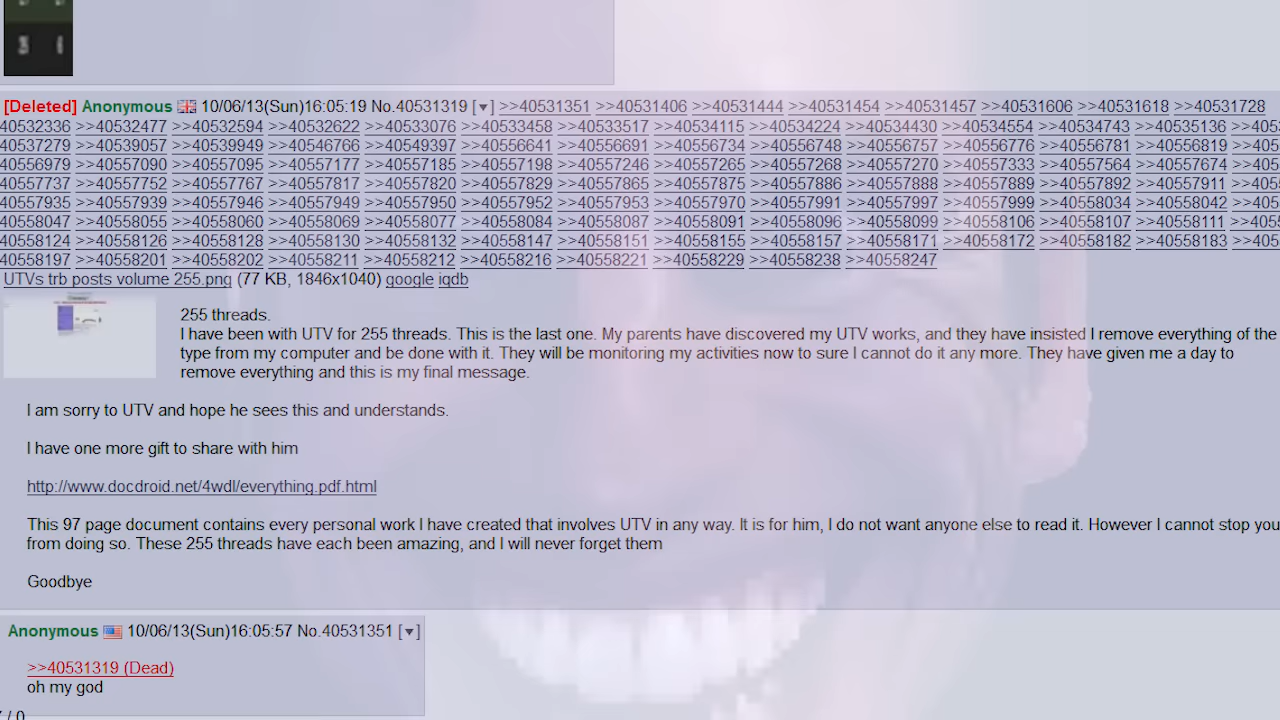 [Deleted] Anonymous 10/06/13(Sun)16:05:19 No.40531319 [▾] >>40531351 >>40531406 >>40531444 >>40531454 >>40531457 >>40531606 >>40531618 >>40531728
40532336 >>40532477 >>40532594 >>40532622 >>40533076 >>40533458 >>40533517 >>40534115 >>40534224 >>40534430 >>40534554 >>40534743 >>40535136 >>4053
40537279 >>40539057 >>40539949 >>40546766 >>40549397 >>40556641 >>40556691 >>40556734 >>40556748 >>40556757 >>40556776 >>40556781 >>40556819 >>405
40556979 >>40557090 >>40557095 >>40557177 >>40557185 >>40557198 >>40557246 >>40557265 >>40557268 >>40557270 >>40557333 >>40557564 >>40557674 >>405
40557737 >>40557752 >>40557767 >>40557817 >>40557820 >>40557829 >>40557865 >>40557875 >>40557886 >>40557888 >>40557889 >>40557892 >>40557911 >>405
40557935 >>40557939 >>40557946 >>40557949 >>40557950 >>40557952 >>40557953 >>40557970 >>40557991 >>40557997 >>40557999 >>40558034 >>40558042 >>405
40558047 >>40558055 >>40558060 >>40558069 >>40558077 >>40558084 >>40558087 >>40558091 >>40558096 >>40558099 >>40558106 >>40558107 >>40558111 >>405
40558124 >>40558126 >>40558128 >>40558130 >>40558132 >>40558147 >>40558151 >>40558155 >>40558157 >>40558171 >>40558172 >>40558182 >>40558183 >>405
40558197 >>40558201 >>40558202 >>40558211 >>40558212 >>40558216 >>40558221 >>40558229 >>40558238 >>40558247
UTVs trb posts volume 255.png (77 KB, 1846x1040) google iqdb
255 threads.
I have been with UTV for 255 threads. This is the last one. My parents have discovered my UTV works, and they have insisted I remove everything of the
type from my computer and be done with it. They will be monitoring my activities now to sure I cannot do it any more. They have given me a day to
remove everything and this is my final message.
I am sorry to UTV and hope he sees this and understands.
I have one more gift to share with him
http://www.docdroid.net/4wdl/everything.pdf.html
This 97 page document contains every personal work I have created that involves UTV in any way. It is for him, I do not want anyone else to read it. However I cannot stop you
from doing so. These 255 threads have each been amazing, and I will never forget them
Goodbye
Anonymous 10/06/13(Sun)16:05:57 No.40531351 [▾]
>>40531319 (Dead)
oh my god
/ 0